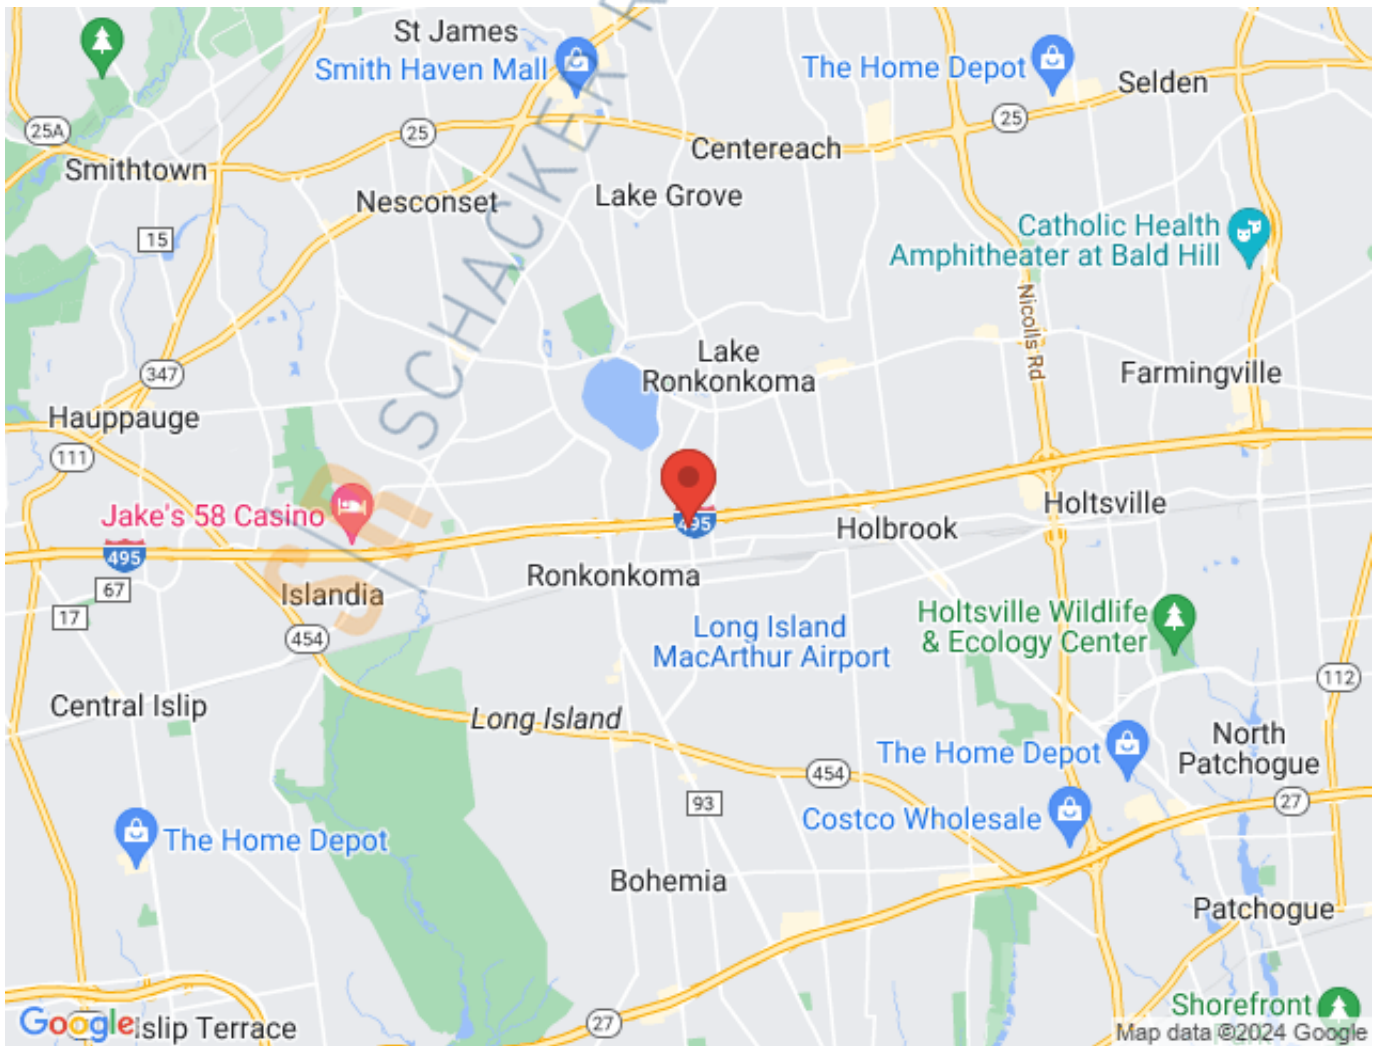 St James
Smith Haven Mall
The Home Depot
Selden
25A
25
25
Smithtown
Centereach
Nesconset
Lake Grove
15
Catholic Health
Amphitheater at Bald Hill
Nicolls Rd
347
Lake
Ronkonkoma
Farmingville
Hauppauge
SCHACKER R
111
Jake's 58 Casino
495
Holbrook
Holtsville
495
67
Islandia
Ronkonkoma
17
454
Long Island
MacArthur Airport
Holtsville Wildlife
& Ecology Center
112
Central Islip
Long Island
454
The Home Depot
North
Patchogue
93
27
The Home Depot
Costco Wholesale
Bohemia
Patchogue
Google
Islip Terrace
27
Shorefront
Map data ©2024 Google